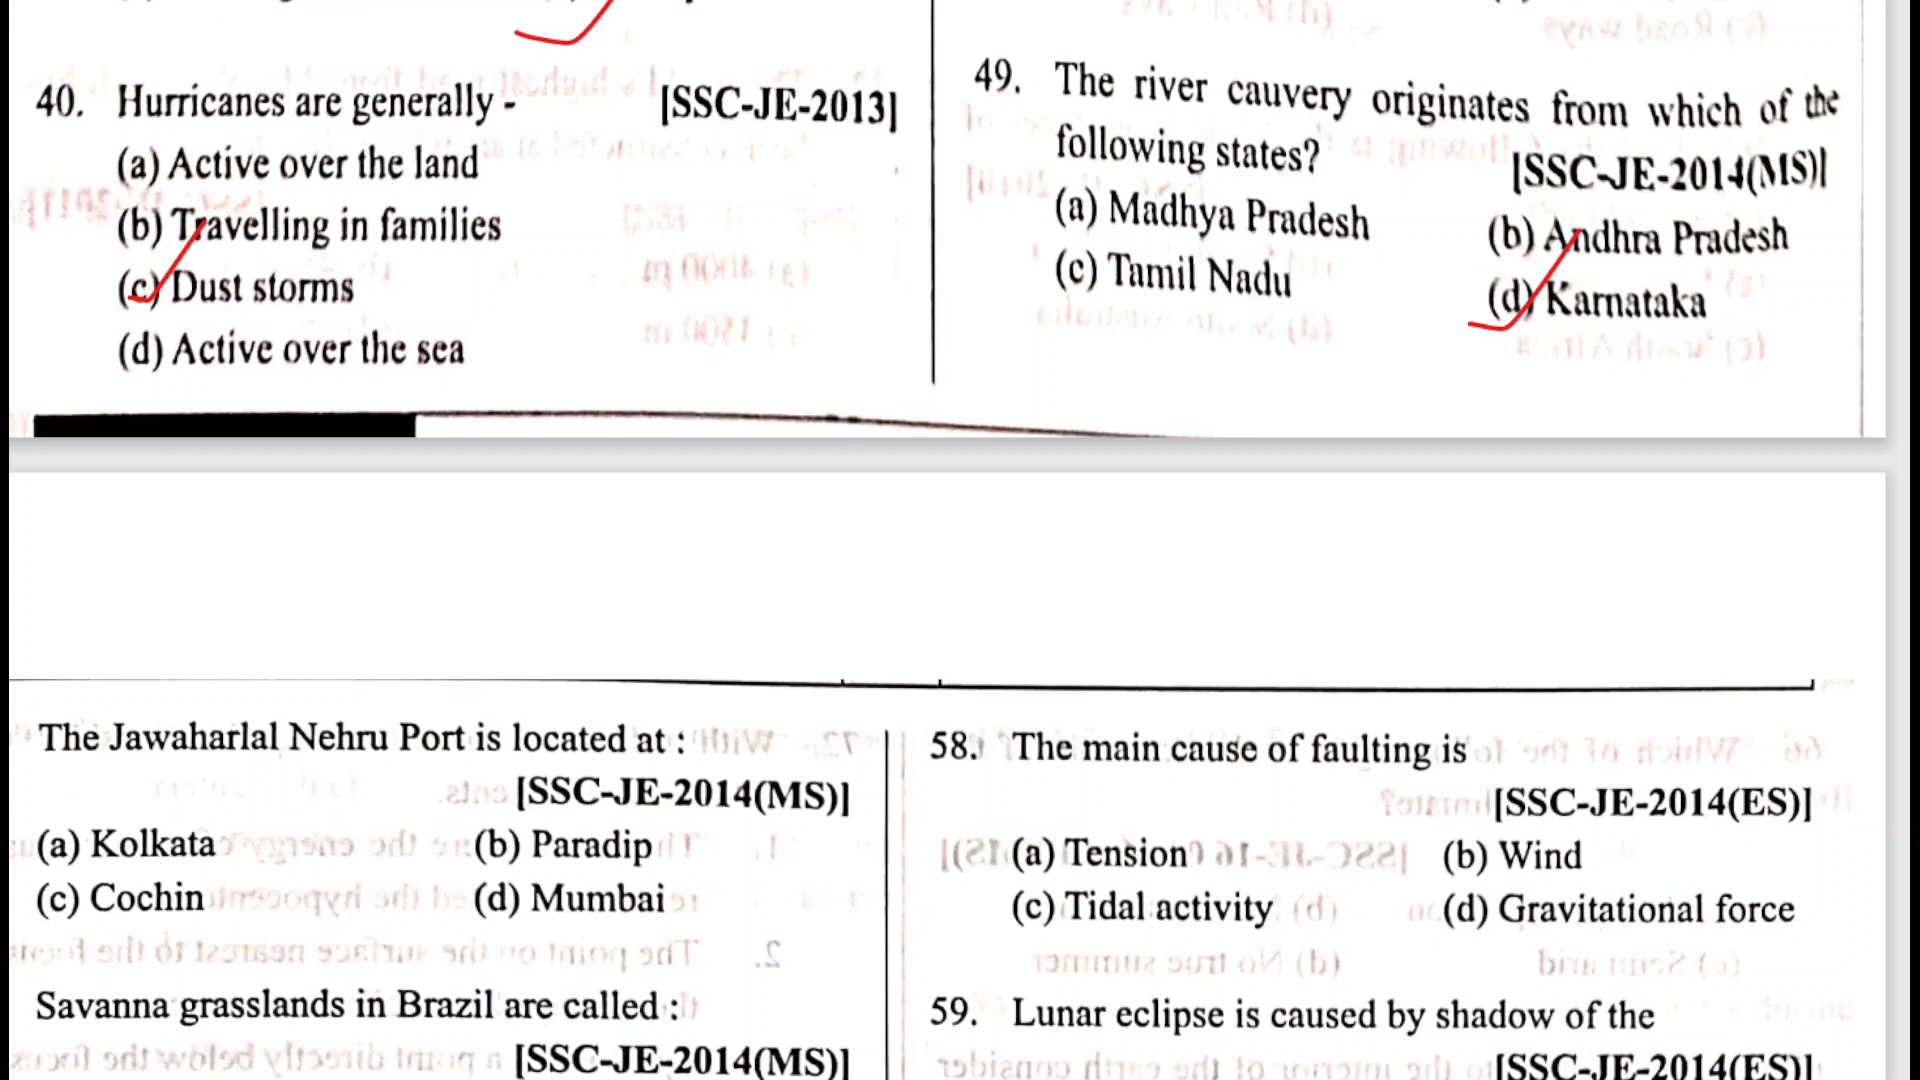 40. Hurricanes are generally - [SSC-JE-2013]
(a) Active over the land
(b) Travelling in families
(c) Dust storms
(d) Active over the sea
49. The river cauvery originates from which of the
following states? [SSC-JE-2014(MS)]
(a) Madhya Pradesh (b) Andhra Pradesh
(c) Tamil Nadu (d) Karnataka
The Jawaharlal Nehru Port is located at :
[SSC-JE-2014(MS)]
(a) Kolkata (b) Paradip
(c) Cochin (d) Mumbai
Savanna grasslands in Brazil are called :
[SSC-JE-2014(MS)]
58. The main cause of faulting is
[SSC-JE-2014(ES)]
(a) Tension (b) Wind
(c) Tidal activity (d) Gravitational force
59. Lunar eclipse is caused by shadow of the
[SSC-JE-2014(ES)]